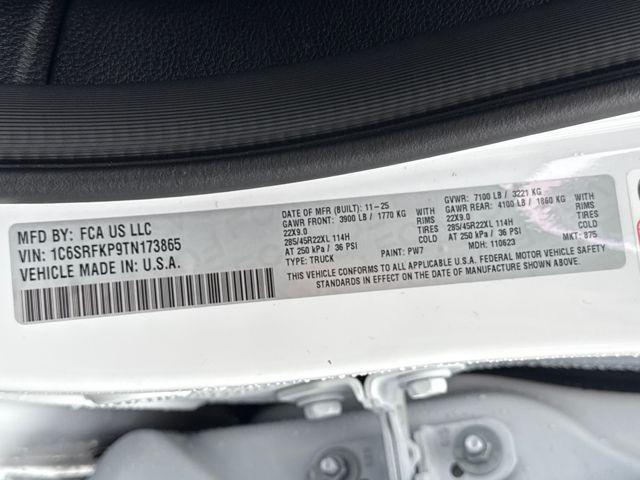 MFD BY: FCA US LLC
VIN: 1C6SRFKP9TN173865
VEHICLE MADE IN U.S.A.
DATE OF MFR (BUILT): 11-25
GAWR FRONT: 3900 LB / 1770 KG
WITH
22X9.0 RIMS
285/45R22XL 114H TIRES
AT 250 kPa / 36 PSI COLD
TYPE: TRUCK PAINT: PW7
GVWR: 7100 LB / 3221 KG
GAWR REAR: 4100 LB / 1860 KG
WITH
22X9.0 RIMS
285/45R22XL 114H TIRES
AT 250 kPa / 36 PSI COLD
MDH: 110623 MKT: 875
THIS VEHICLE CONFORMS TO ALL APPLICABLE U.S.A. FEDERAL MOTOR VEHICLE SAFETY
STANDARDS IN EFFECT ON THE DATE OF MANUFACTURE SHOWN ABOVE.